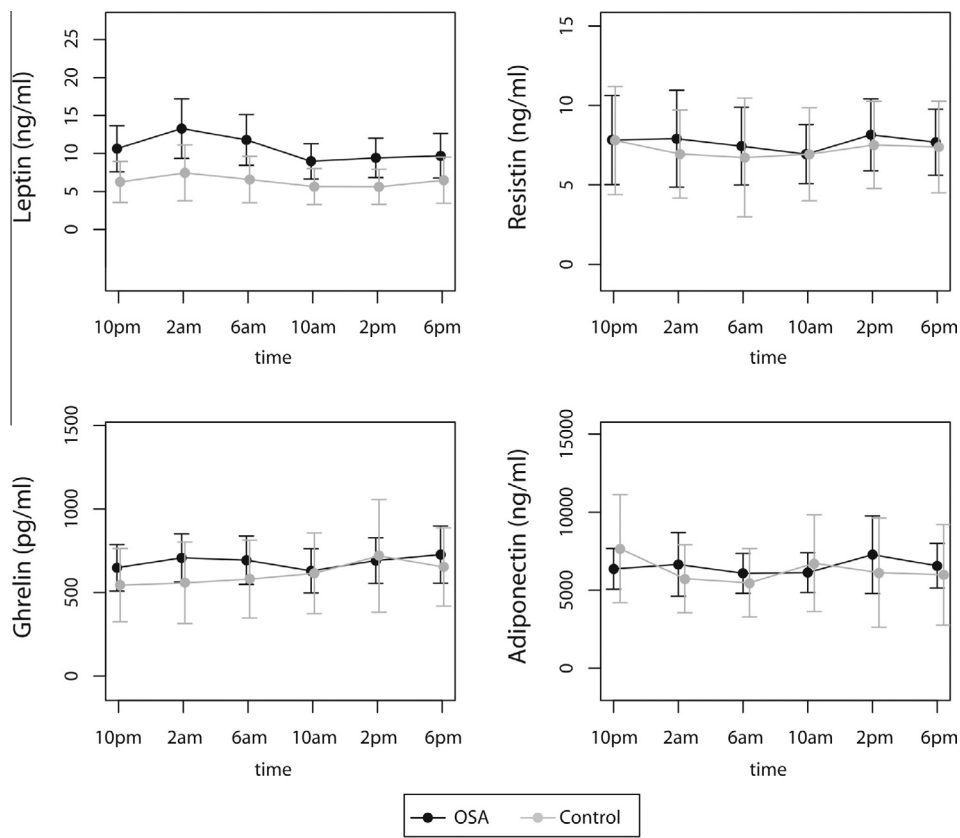 Leptin (ng/ml)
25
20
15
10
5
0
10pm 2am 6am 10am 2pm 6pm
time
Resistin (ng/ml)
15
10
5
0
10pm 2am 6am 10am 2pm 6pm
time
Ghrelin (pg/ml)
1500
1000
500
0
10pm 2am 6am 10am 2pm 6pm
time
Adiponectin (ng/ml)
15000
10000
5000
0
10pm 2am 6am 10am 2pm 6pm
time
OSA Control